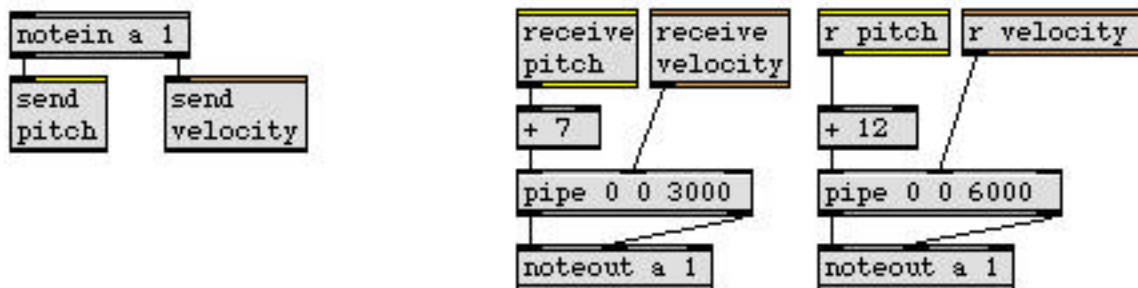 notein a 1
send
pitch
send
velocity
receive
pitch
receive
velocity
+ 7
pipe 0 0 3000
noteout a 1
r pitch
r velocity
+ 12
pipe 0 0 6000
noteout a 1